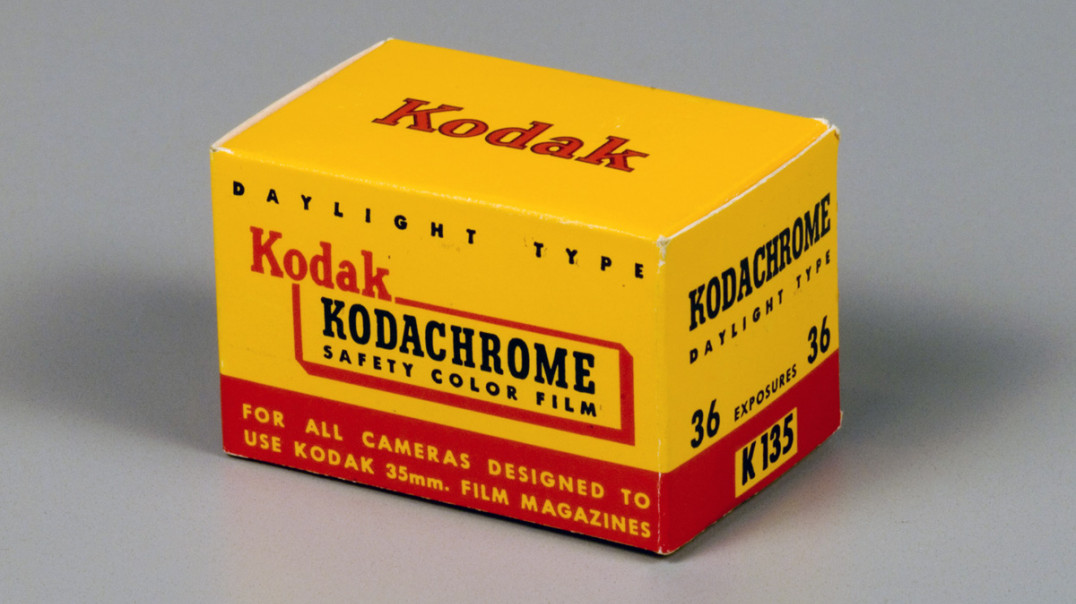 Kodak
DAYLIGHT TYPE
Kodak
KODACHROME
SAFETY COLOR FILM
FOR ALL CAMERAS DESIGNED TO
USE KODAK 35mm. FILM MAGAZINES
KODACHROME
DAYLIGHT TYPE
36 EXPOSURES 36
K 135